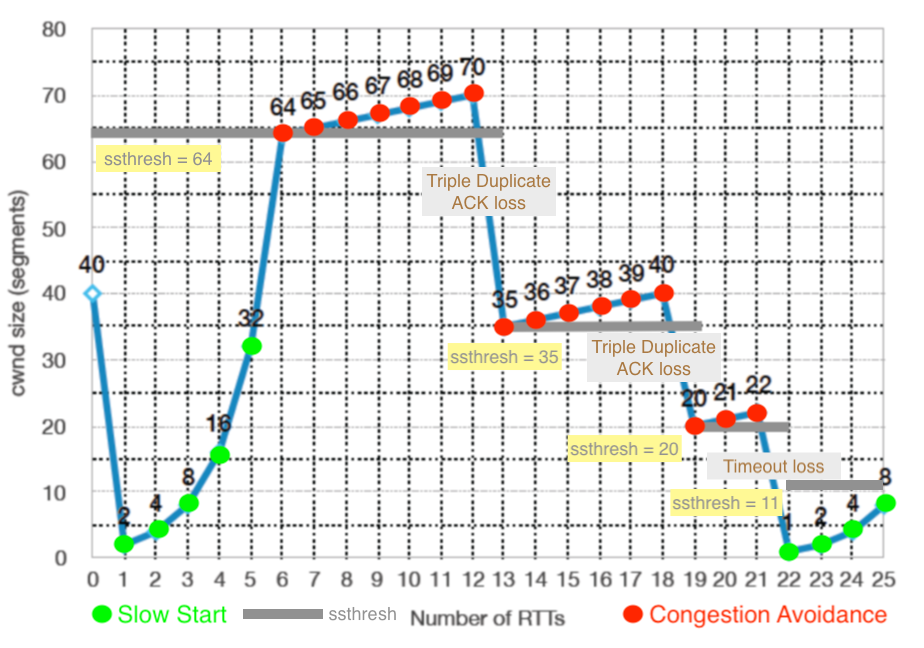 80
70
60
50
40
30
20
10
0
cwnd size (segments)
40
2
4
8
16
32
64 65 66 67 68 69 70
ssthresh = 64
Triple Duplicate
ACK loss
35 36 37 38 39 40
ssthresh = 35
Triple Duplicate
ACK loss
20 21 22
ssthresh = 20
Timeout loss
ssthresh = 11
1 2 4 8
0 1 2 3 4 5 6 7 8 9 10 11 12 13 14 15 16 17 18 19 20 21 22 23 24 25
Slow Start ssthresh Number of RTTs Congestion Avoidance